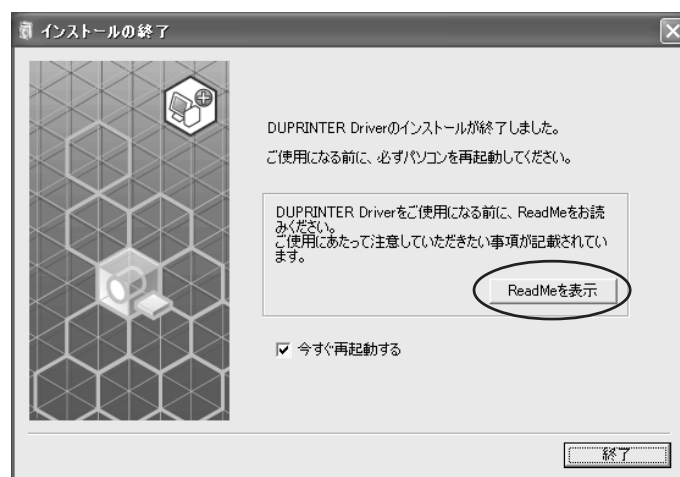 インストールの終了
DUPRINTER Driverのインストールが終了しました。
ご使用になる前に、必ずパソコンを再起動してください。
DUPRINTER Driverをご使用になる前に、ReadMeをお読
みください。
ご使用にあたって注意していただきたい事項が記載されてい
ます。
ReadMeを表示
今すぐ再起動する
終了